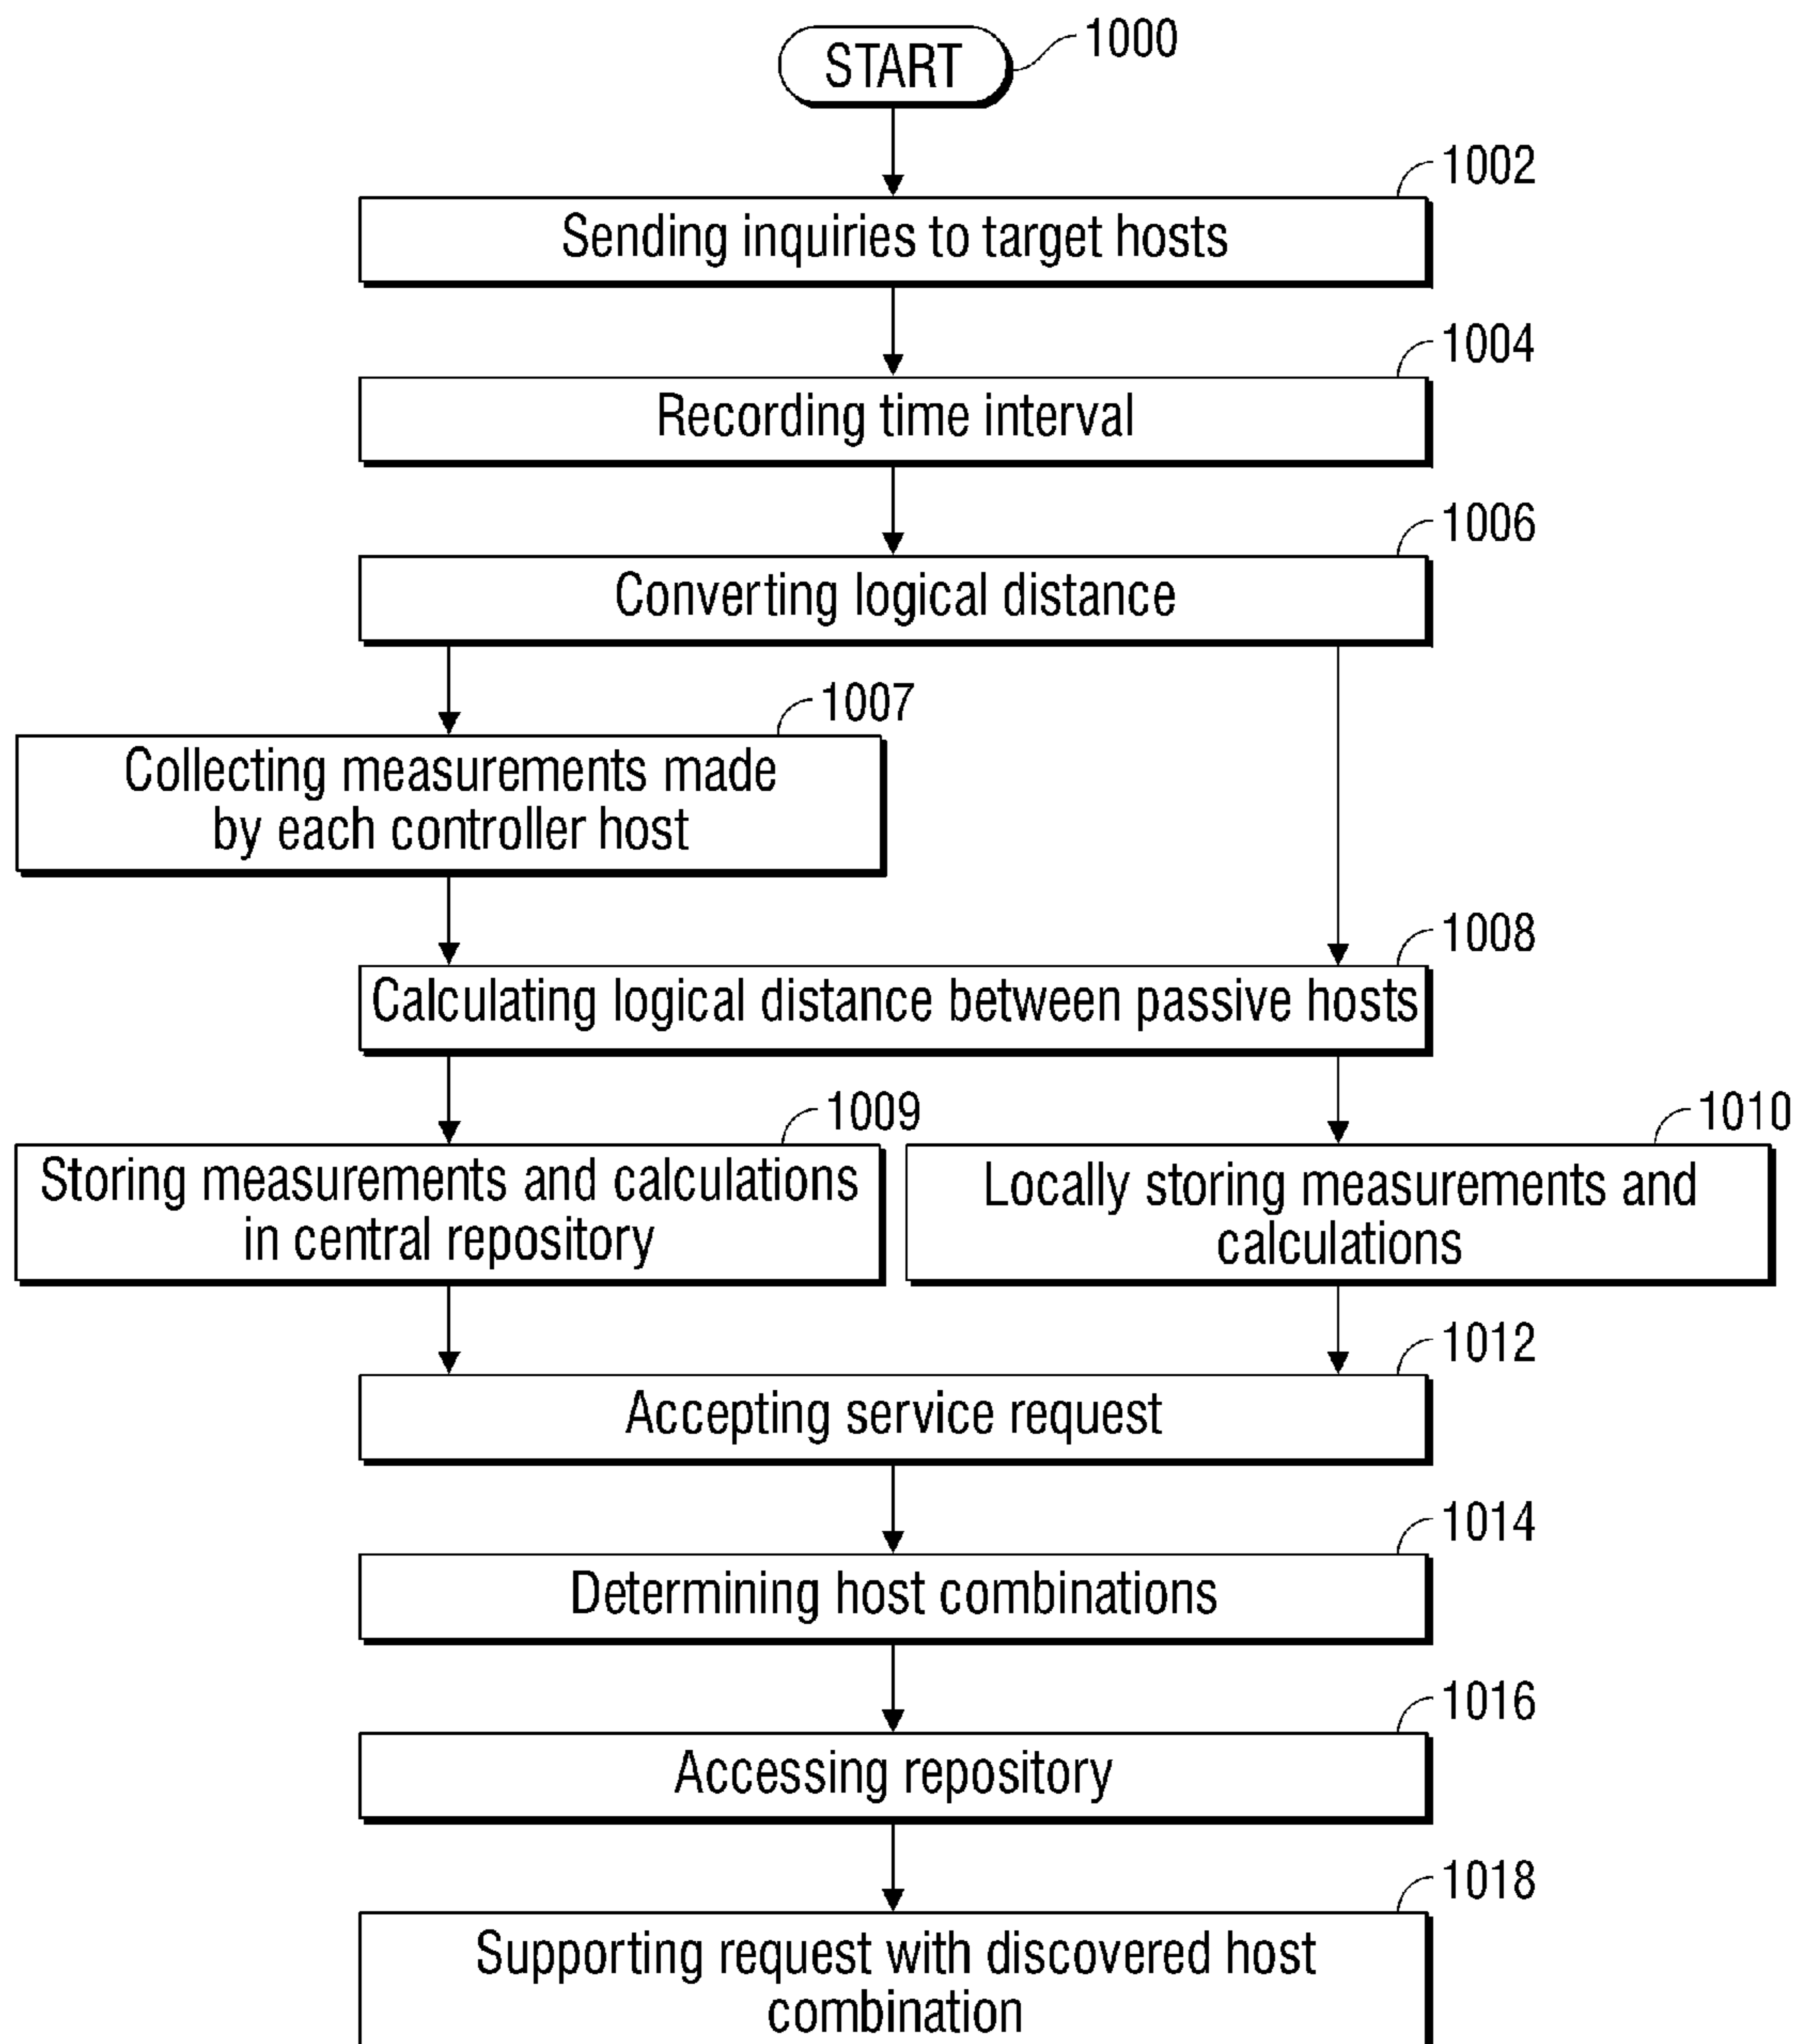 START
1000
1002
Sending inquiries to target hosts
1004
Recording time interval
1006
Converting logical distance
1007
Collecting measurements made
by each controller host
1008
Calculating logical distance between passive hosts
1009
Storing measurements and calculations
in central repository
1010
Locally storing measurements and
calculations
1012
Accepting service request
1014
Determining host combinations
1016
Accessing repository
1018
Supporting request with discovered host
combination